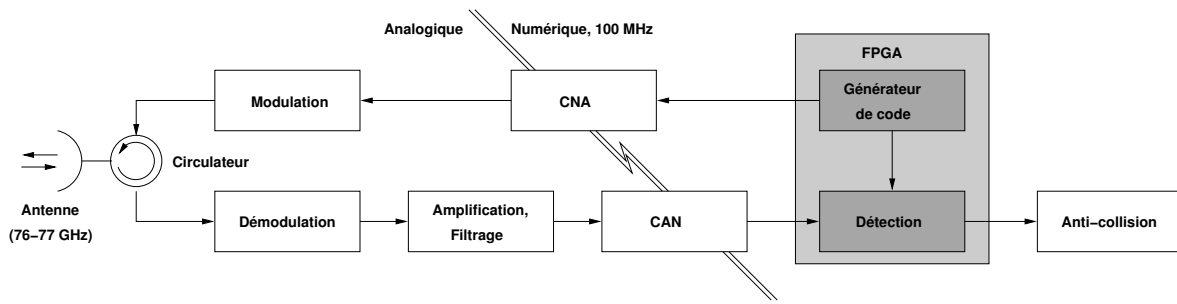 Analogique
Numérique, 100 MHz
FPGA
Modulation
CNA
Générateur
de code
Circulateur
Antenne
(76−77 GHz)
Démodulation
Amplification,
Filtrage
CAN
Détection
Anti−collision